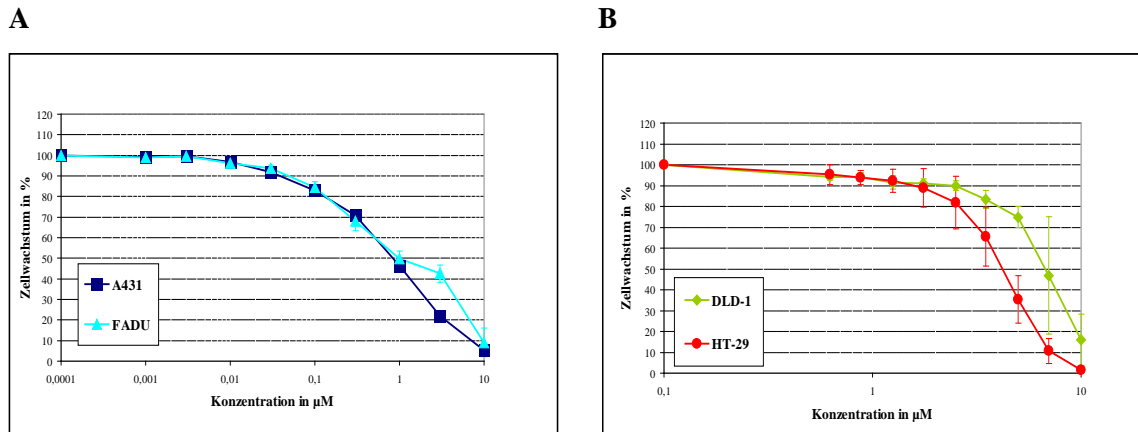 A
120
110
100
90
80
70
60
50
40
30
20
10
0
Zellwachstum in %
A431
FADU
0,0001 0,001 0,01 0,1 1 10
Konzentration in µM
B
120
110
100
90
80
70
60
50
40
30
20
10
0
Zellwachstum in %
DLD-1
HT-29
0,1 1 10
Konzentration in µM